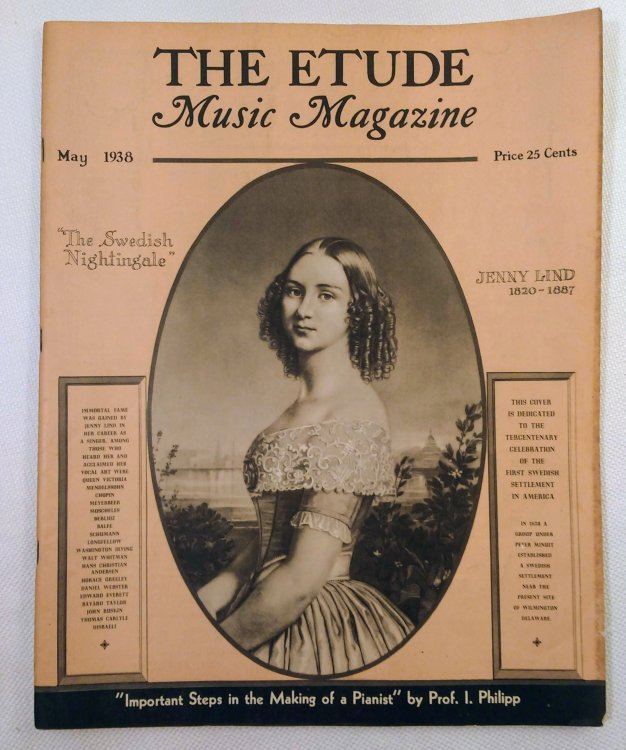 THE ETUDE
Music Magazine
May 1938
Price 25 Cents
"The Swedish
Nightingale"
JENNY LIND
1820-1887
IMMORTAL FAME
WAS GAINED BY
JENNY LIND IN
HER CAREER AS
A SINGER. AMONG
THOSE WHO
HEARD HER AND
ACCLAIMED HER
VOCAL ART WERE
QUEEN VICTORIA
MENDELSSOHN
CHOPIN
MEYERBEER
MOSCHELES
BERLIOZ
BALFE
SCHUMANN
LONGFELLOW
WASHINGTON IRVING
WALT WHITMAN
HANS CHRISTIAN
ANDERSEN
HORACE GREELEY
DANIEL WEBSTER
EDWARD EVERETT
BAYARD TAYLOR
JOHN RUSKIN
THOMAS CARLYLE
DISRAELI
THIS COVER
IS DEDICATED
TO THE
TERCENTENARY
CELEBRATION
OF THE
FIRST SWEDISH
SETTLEMENT
IN AMERICA
IN 1638 A
GROUP UNDER
PETER MINUIT
ESTABLISHED
A SWEDISH
SETTLEMENT
NEAR THE
PRESENT SITE
OF WILMINGTON
DELAWARE.
"Important Steps in the Making of a Pianist" by Prof. I. Philipp